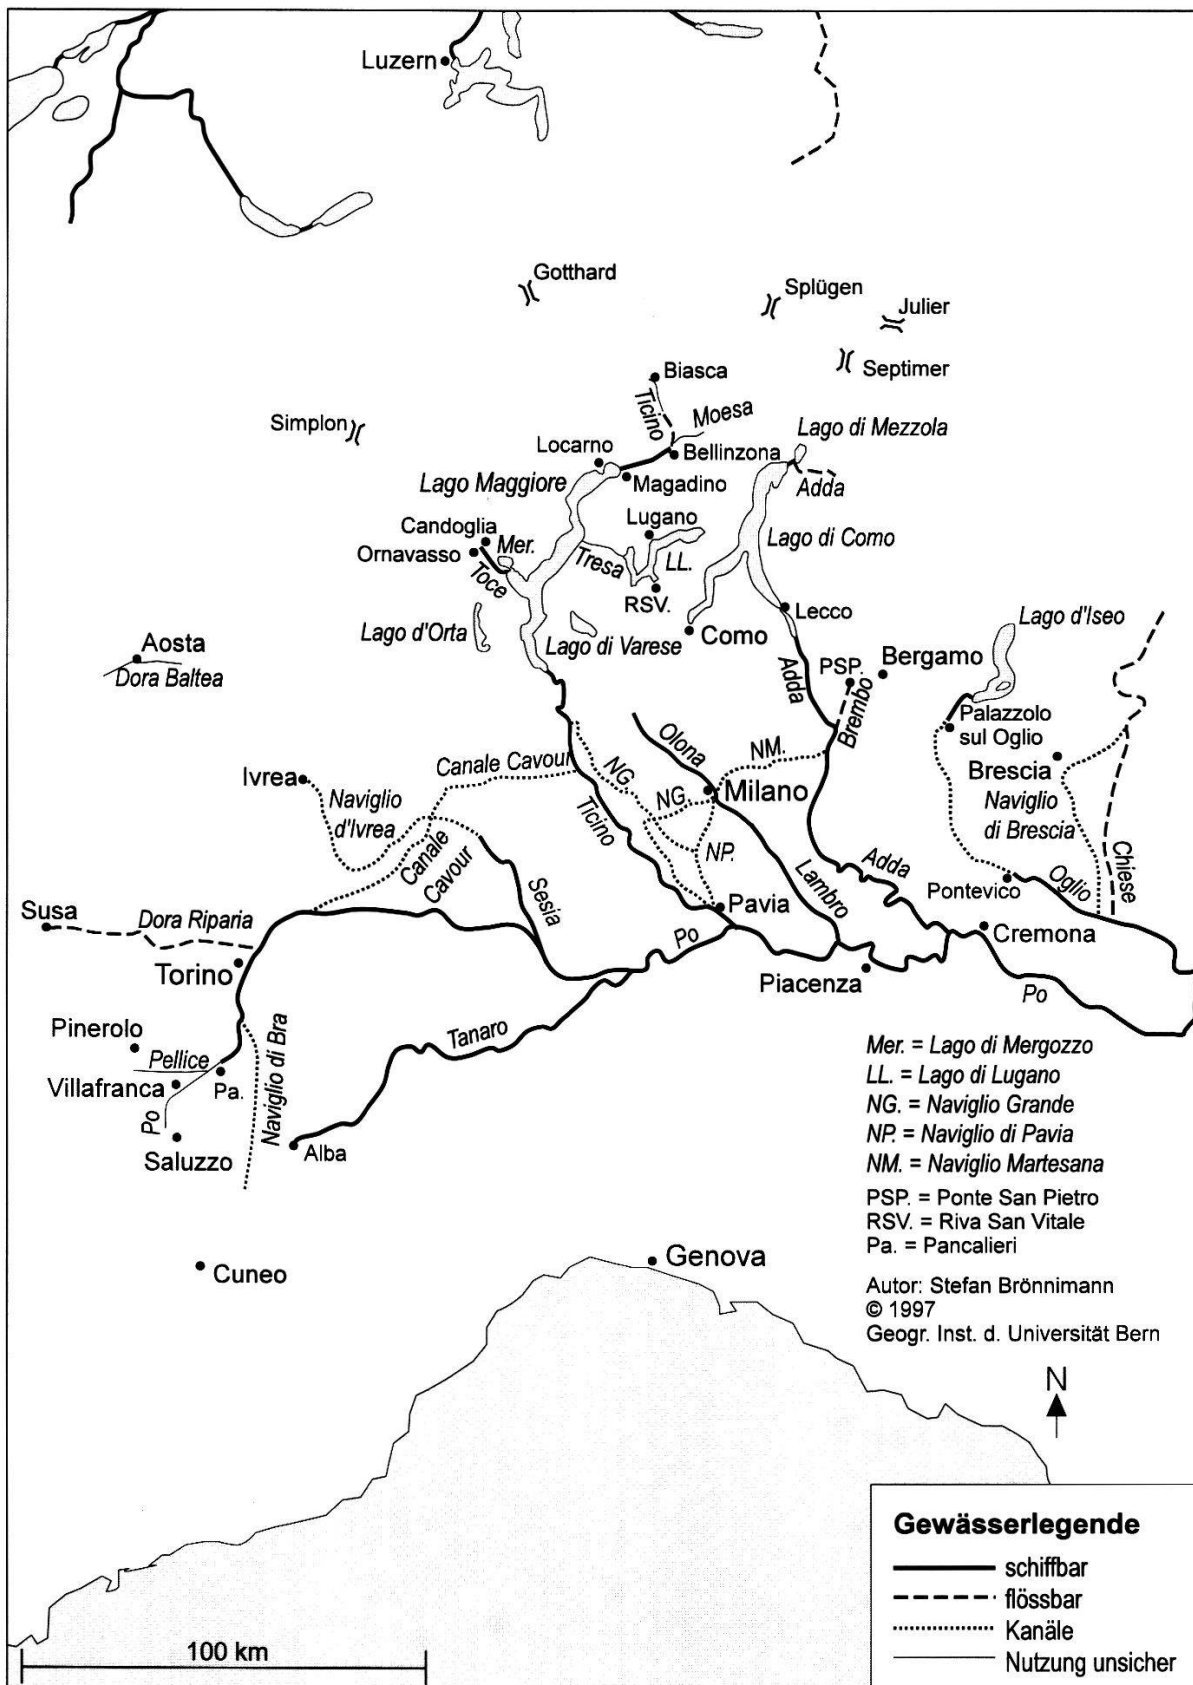 Luzern
Gotthard
Splügen
Julier
Septimer
Biasca
Simplon
Ticino
Moesa
Lago di Mezzola
Locarno
Bellinzona
Lago Maggiore
Magadino
Adda
Candoglia
Lugano
Ornavasso
Mer.
Lago di Como
Toce
Tresa
LL.
RSV.
Lecco
Lago d'Orta
Lago di Varese
Como
Lago d'Iseo
Aosta
Dora Baltea
PSP.
Bergamo
Adda
Brembo
Palazzolo
sul Oglio
Olona
NM.
Canale Cavour
NG.
Ivrea
Brescia
Milano
Naviglio
d'Ivrea
NG.
Naviglio
di Brescia
Ticino
Canale
Cavour
NP.
Chiese
Adda
Lambro
Pontevico
Oglio
Sesia
Susa
Dora Riparia
Pavia
Po
Cremona
Torino
Piacenza
Po
Pinerolo
Tanaro
Pellice
Villafranca
Pa.
Naviglio di Bra
Po
Saluzzo
Alba
Mer. = Lago di Mergozzo
LL. = Lago di Lugano
NG. = Naviglio Grande
NP. = Naviglio di Pavia
NM. = Naviglio Martesana
PSP. = Ponte San Pietro
RSV. = Riva San Vitale
Pa. = Pancalieri
Genova
Cuneo
Autor: Stefan Brönnimann
© 1997
Geogr. Inst. d. Universität Bern
N
Gewässerlegende
schiffbar
flössbar
Kanäle
Nutzung unsicher
100 km